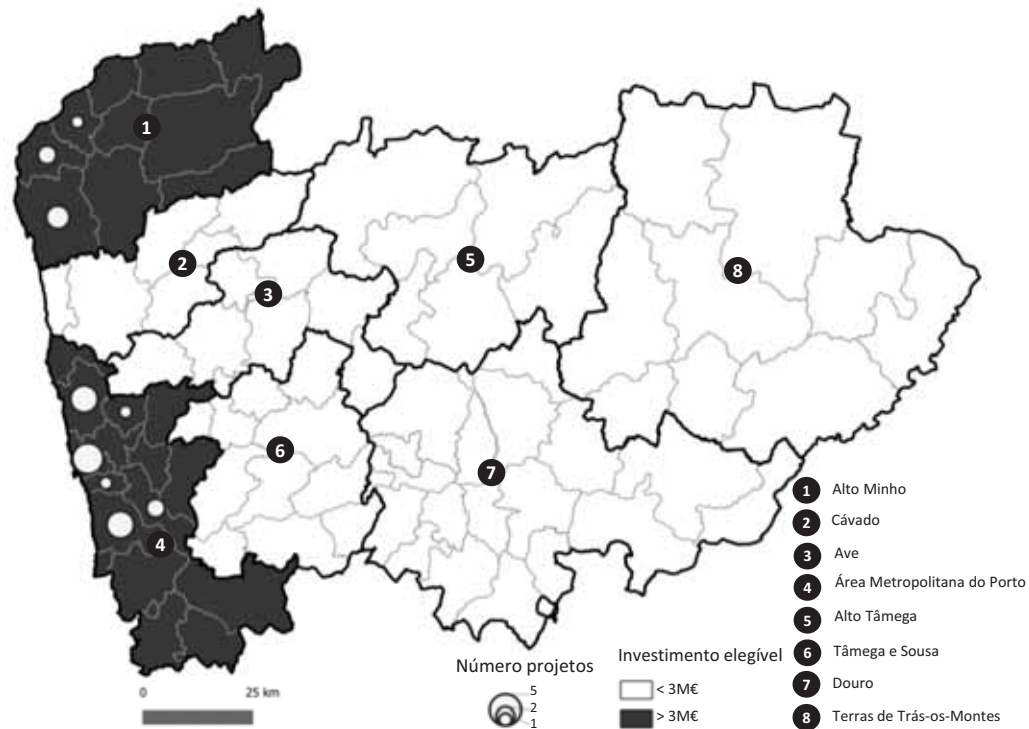 1
2
3
5
8
6
7
4
1 Alto Minho
2 Cávado
3 Ave
4 Área Metropolitana do Porto
5 Alto Tâmega
6 Tâmega e Sousa
7 Douro
8 Terras de Trás-os-Montes
Número projetos
5
2
1
Investimento elegível
< 3M€
> 3M€
0 25 km